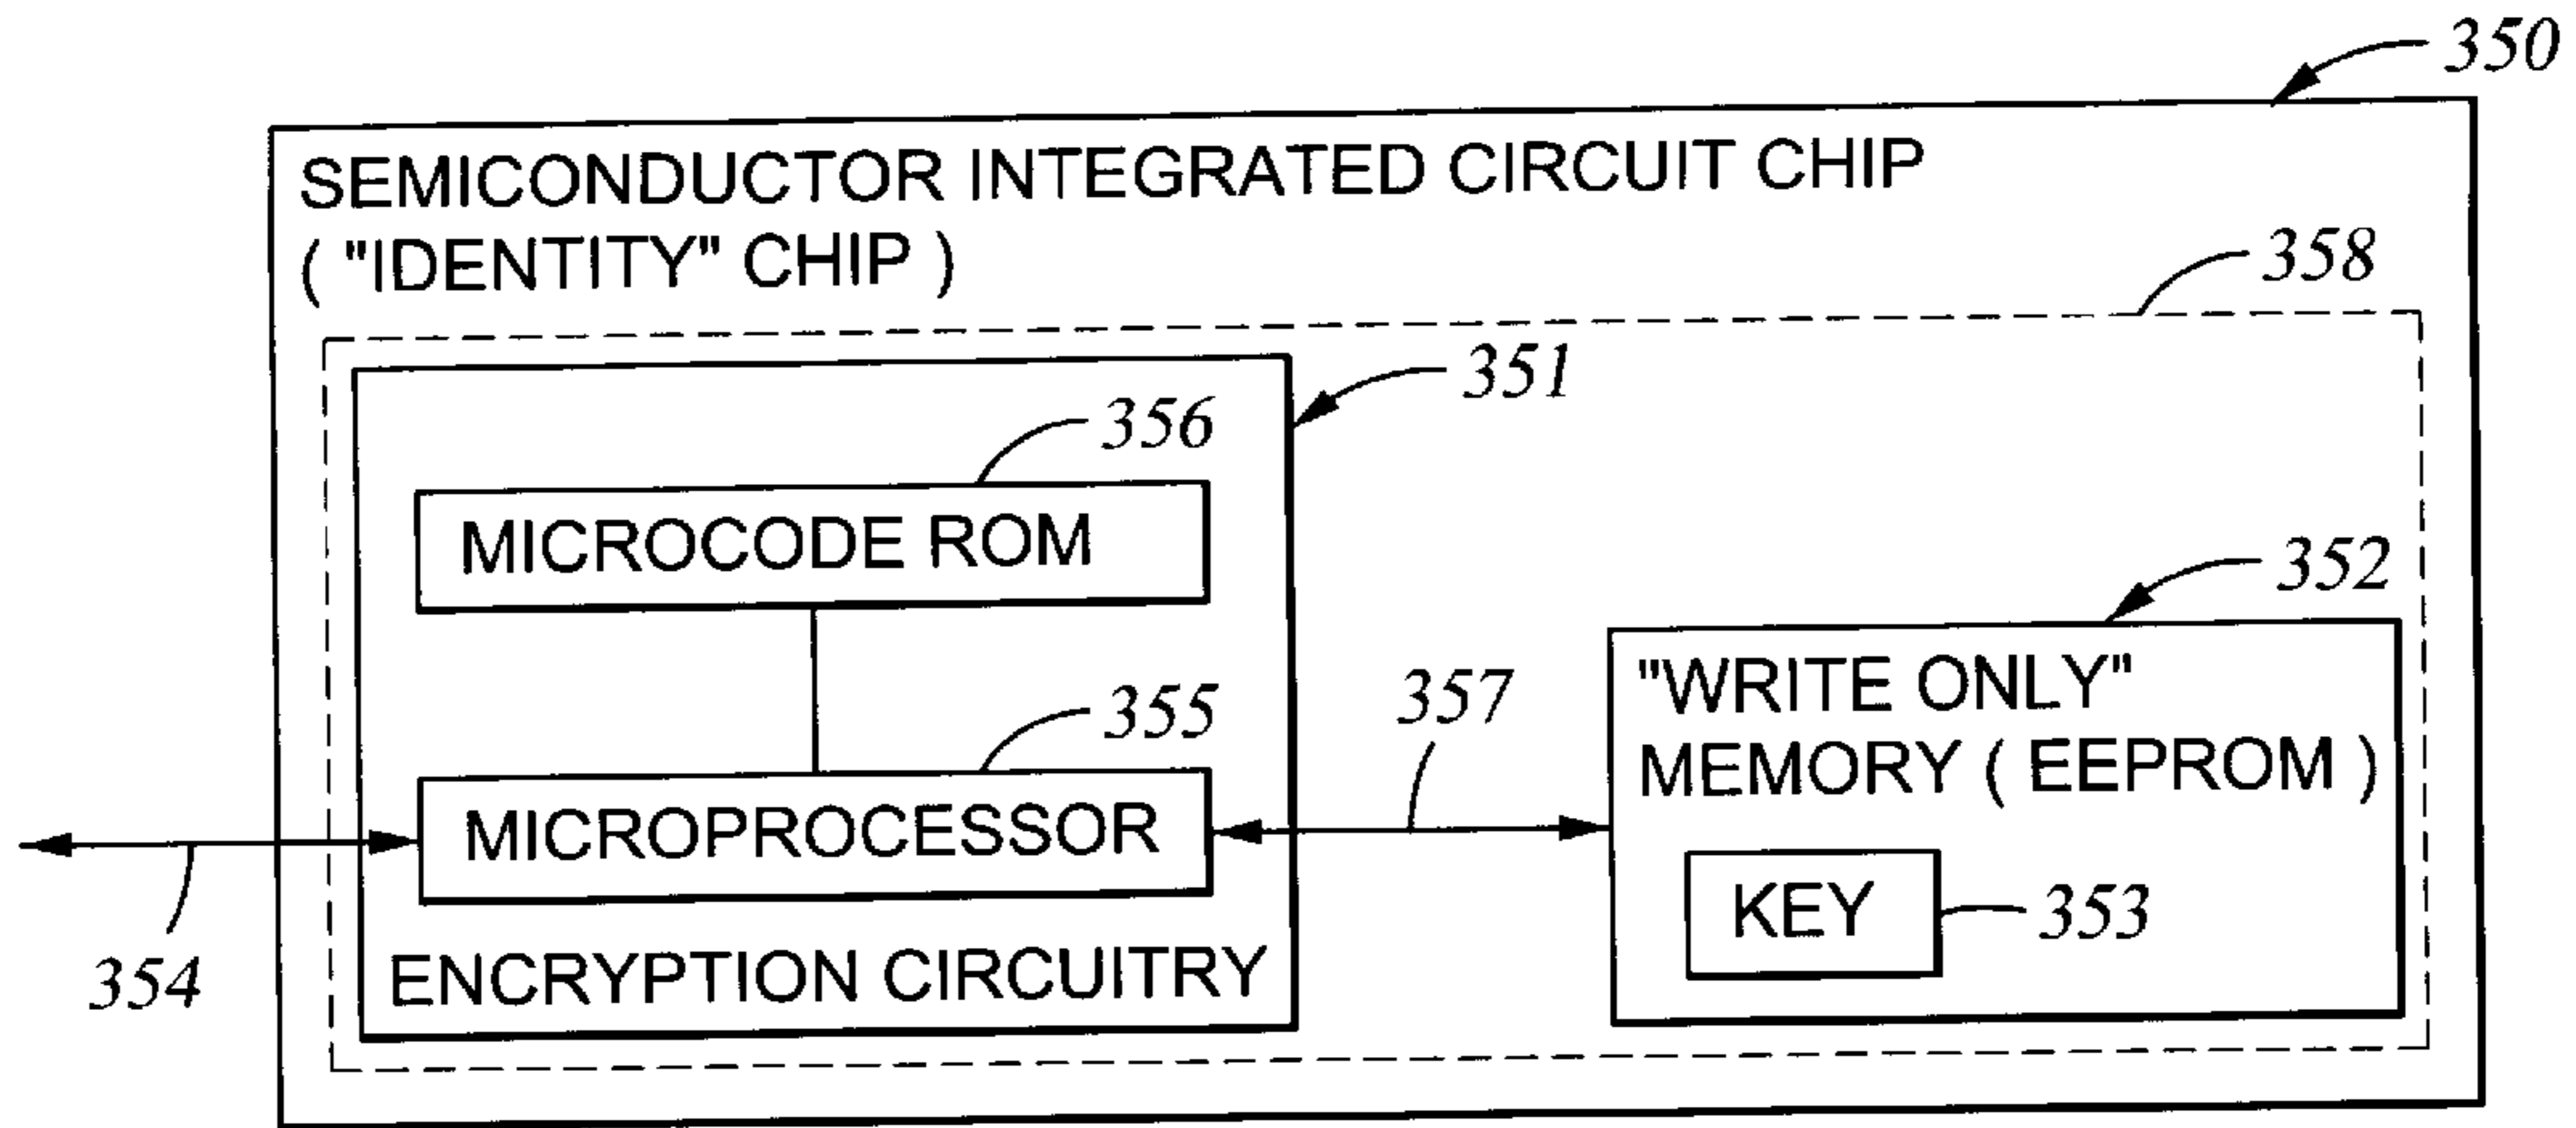 350
SEMICONDUCTOR INTEGRATED CIRCUIT CHIP
( "IDENTITY" CHIP )
358
351
356
MICROCODE ROM
352
"WRITE ONLY"
MEMORY ( EEPROM )
357
355
MICROPROCESSOR
KEY
353
354
ENCRYPTION CIRCUITRY